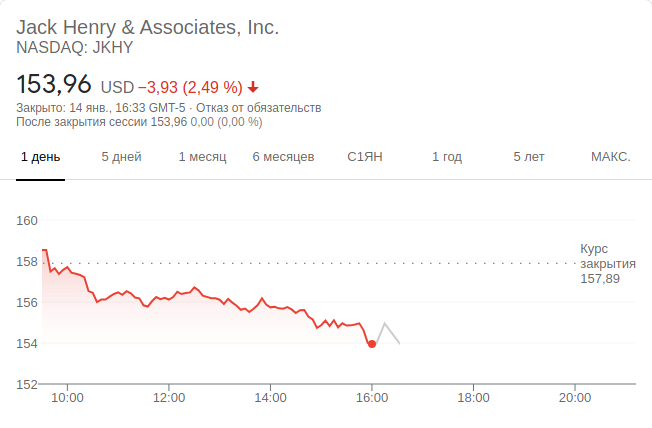 Jack Henry & Associates, Inc.
NASDAQ: JKHY
153,96 USD −3,93 (2,49 %)
Закрыто: 14 янв., 16:33 GMT-5 · Отказ от обязательств
После закрытия сессии 153,96 0,00 (0,00 %)
1 день 5 дней 1 месяц 6 месяцев С1ЯН 1 год 5 лет МАКС.
160
158
156
154
152
Курс
закрытия
157,89
10:00 12:00 14:00 16:00 18:00 20:00